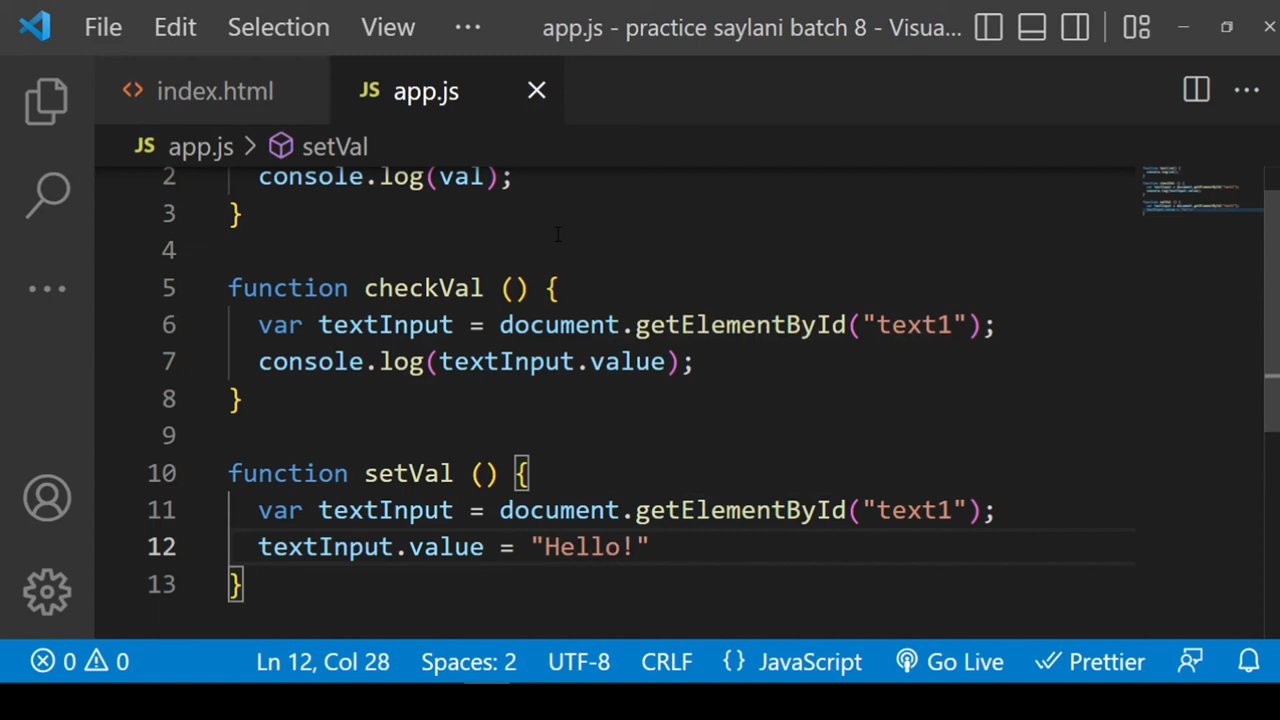 File Edit Selection View ··· app.js - practice saylani batch 8 - Visua...
<> index.html JS app.js ×
JS app.js > setVal
2 console.log(val);
3 }
4
5 function checkVal () {
6 var textInput = document.getElementById("text1");
7 console.log(textInput.value);
8 }
9
10 function setVal () {
11 var textInput = document.getElementById("text1");
12 textInput.value = "Hello!"
13 }
0 0 Ln 12, Col 28 Spaces: 2 UTF-8 CRLF {} JavaScript Go Live Prettier